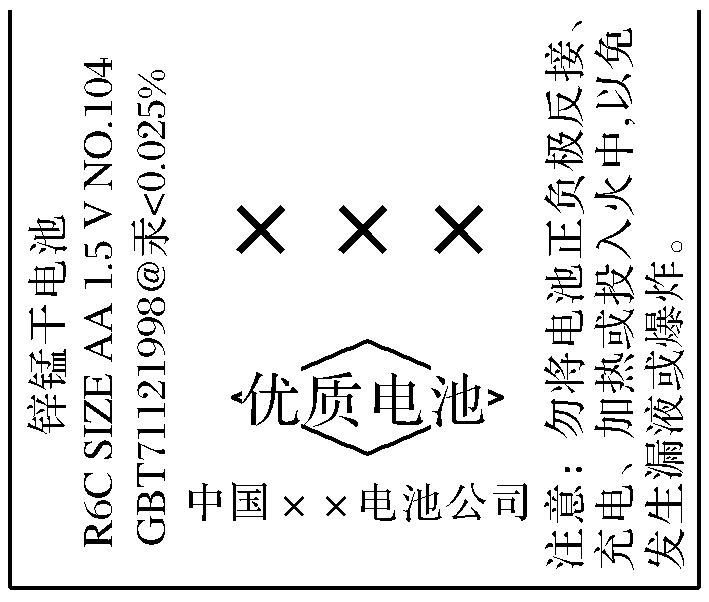 锌锰干电池
R6C SIZE AA 1.5 V NO.104
GBT71121998@汞<0.025%
×××
优质电池
中国××电池公司
注意：勿将电池正负极反接、
充电、加热或投入火中,以免
发生漏液或爆炸。